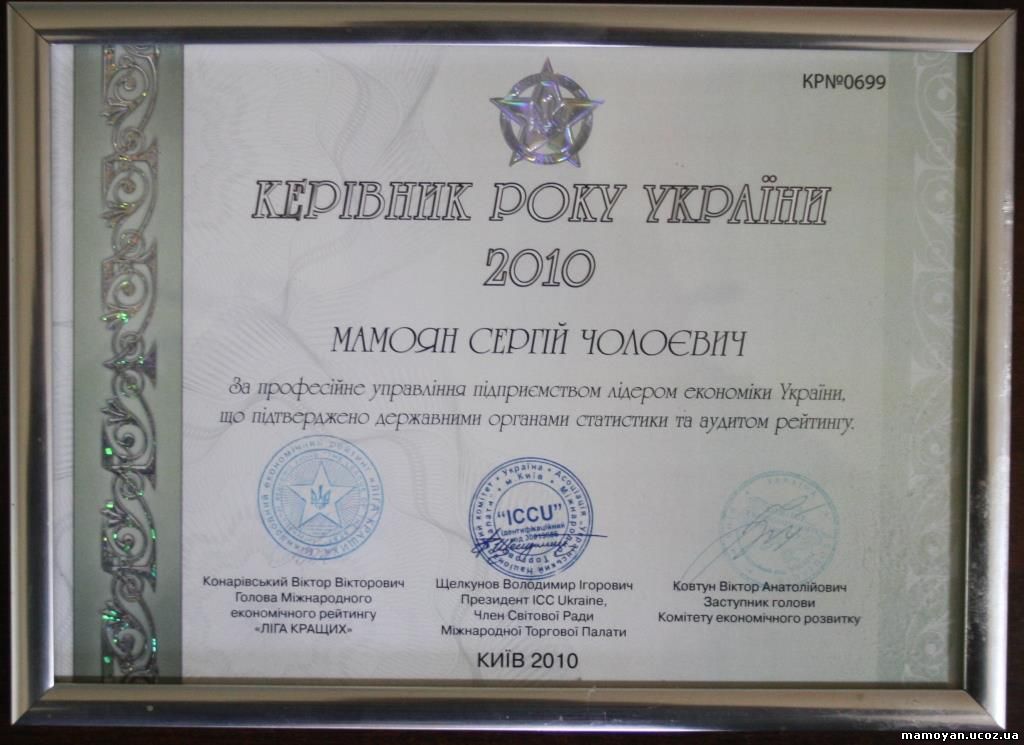 КР№0699
КЕРІВНИК РОКУ УКРАЇНИ
2010
МАМОЯН СЕРГІЙ ЧОЛОЄВИЧ
За професійне управління підприємством лідером економіки України,
що підтверджено державними органами статистики та аудитом рейтингу.
"ICCU"
Ідентифікаційний
Конарівський Віктор Вікторович
Голова Міжнародного
економічного рейтингу
«ЛІГА КРАЩИХ»
Щелкунов Володимир Ігорович
Президент ICC Ukraine,
Член Світової Ради
Міжнародної Торгової Палати
Ковтун Віктор Анатолійович
Заступник голови
Комітету економічного розвитку
КИЇВ 2010
mamoyan.ucoz.ua